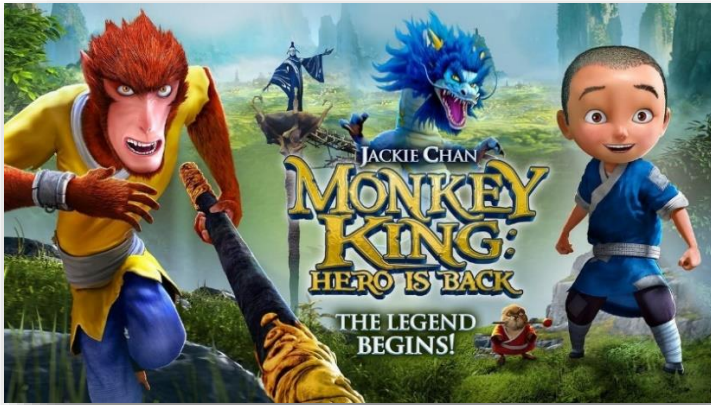 JACKIE CHAN
MONKEY
KING:
HERO IS BACK
THE LEGEND
BEGINS!